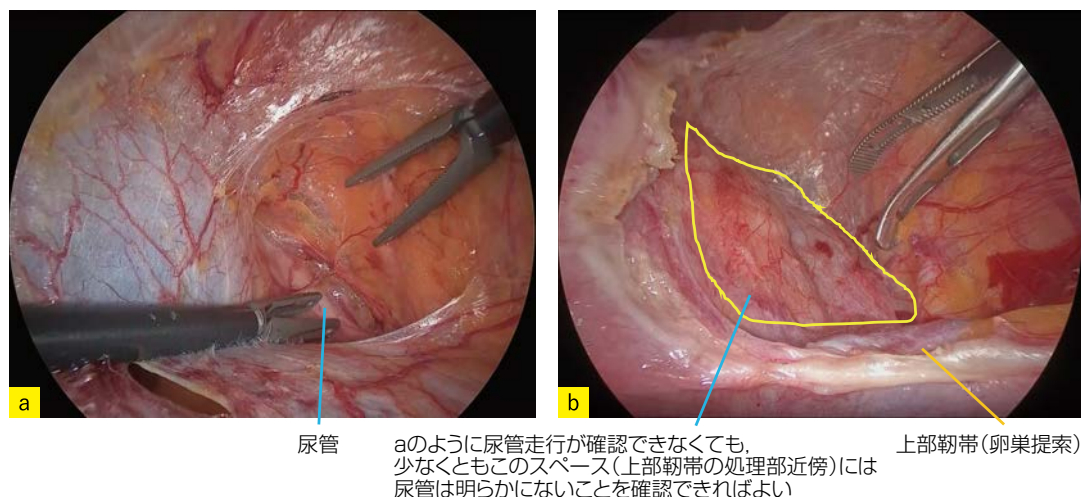 a
b
尿管
aのように尿管走行が確認できなくても,
少なくともこのスペース(上部靭帯の処理部近傍)には
尿管は明らかにないことを確認できればよい
上部靭帯(卵巣提索)